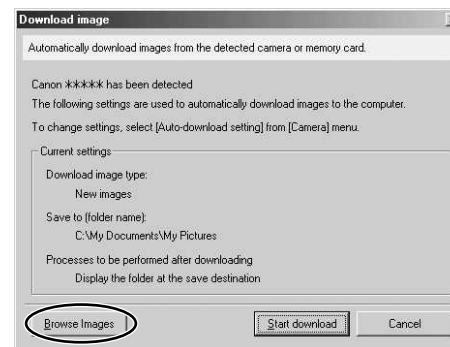 Download image
Automatically download images from the detected camera or memory card.
Canon ***** has been detected
The following settings are used to automatically download images to the computer.
To change settings, select [Auto-download setting] from [Camera] menu.
Current settings
Download image type:
New images
Save to (folder name):
C:\My Documents\My Pictures
Processes to be performed after downloading
Display the folder at the save destination
Browse Images Start download Cancel